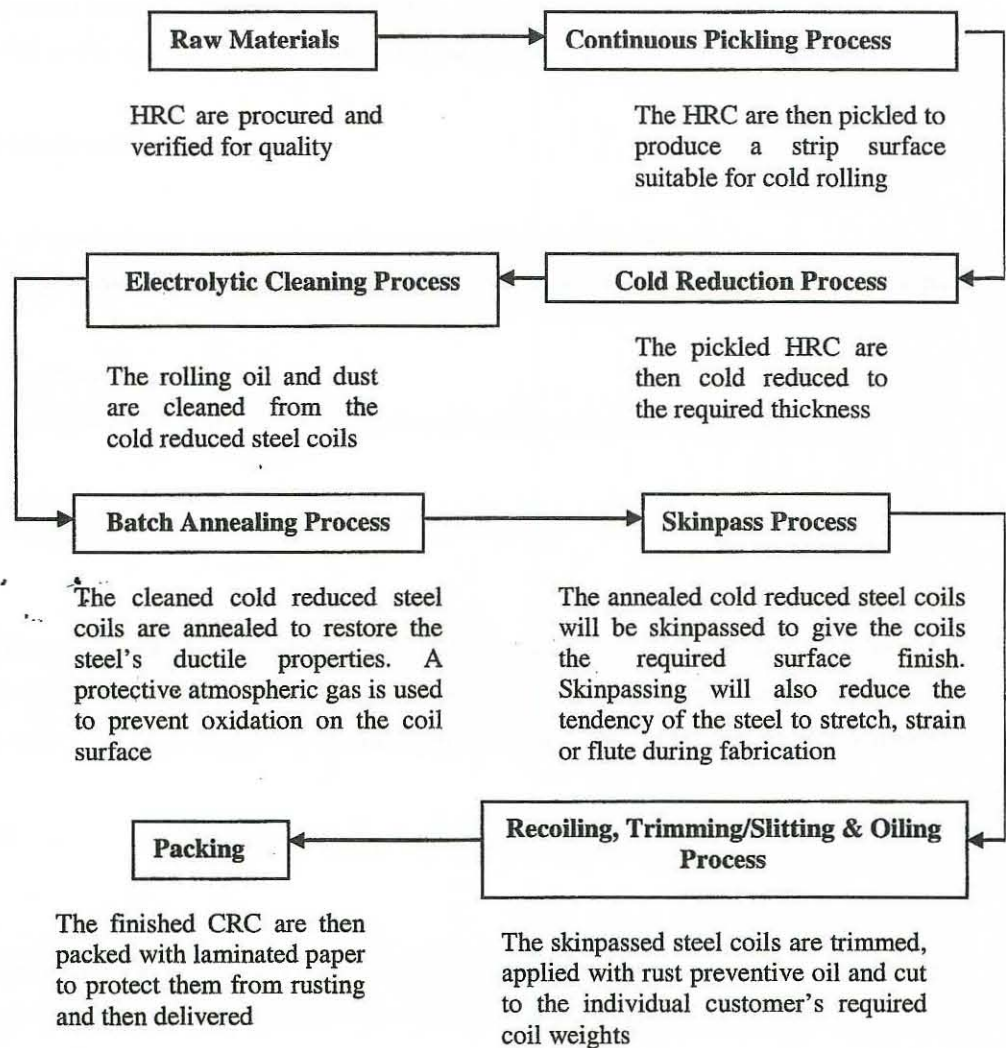 Raw Materials
HRC are procured and
verified for quality
Continuous Pickling Process
The HRC are then pickled to
produce a strip surface
suitable for cold rolling
Cold Reduction Process
The pickled HRC are
then cold reduced to
the required thickness
Electrolytic Cleaning Process
The rolling oil and dust
are cleaned from the
cold reduced steel coils
Batch Annealing Process
The cleaned cold reduced steel
coils are annealed to restore the
steel's ductile properties. A
protective atmospheric gas is used
to prevent oxidation on the coil
surface
Skinpass Process
The annealed cold reduced steel coils
will be skinpassed to give the coils
the required surface finish.
Skinpassing will also reduce the
tendency of the steel to stretch, strain
or flute during fabrication
Recoiling, Trimming/Slitting & Oiling
Process
The skinpassed steel coils are trimmed,
applied with rust preventive oil and cut
to the individual customer's required
coil weights
Packing
The finished CRC are then
packed with laminated paper
to protect them from rusting
and then delivered